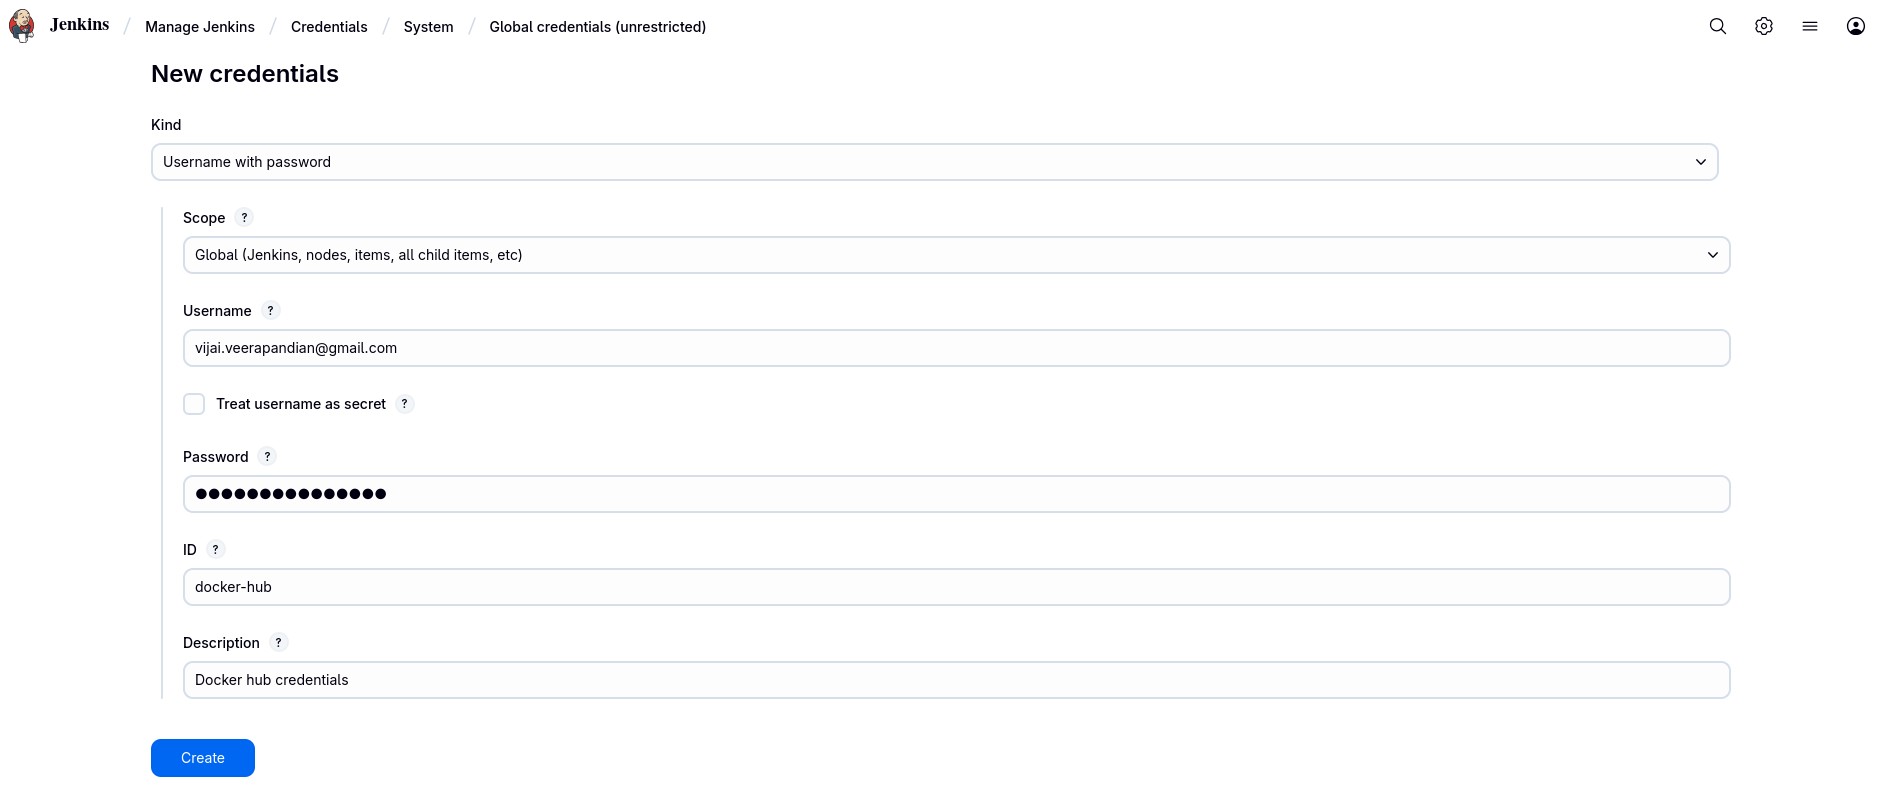 Jenkins / Manage Jenkins / Credentials / System / Global credentials (unrestricted)
New credentials
Kind
Username with password
Scope ?
Global (Jenkins, nodes, items, all child items, etc)
Username ?
vijai.veerapandian@gmail.com
Treat username as secret ?
Password ?
●●●●●●●●●●●●●●●
ID ?
docker-hub
Description ?
Docker hub credentials
Create